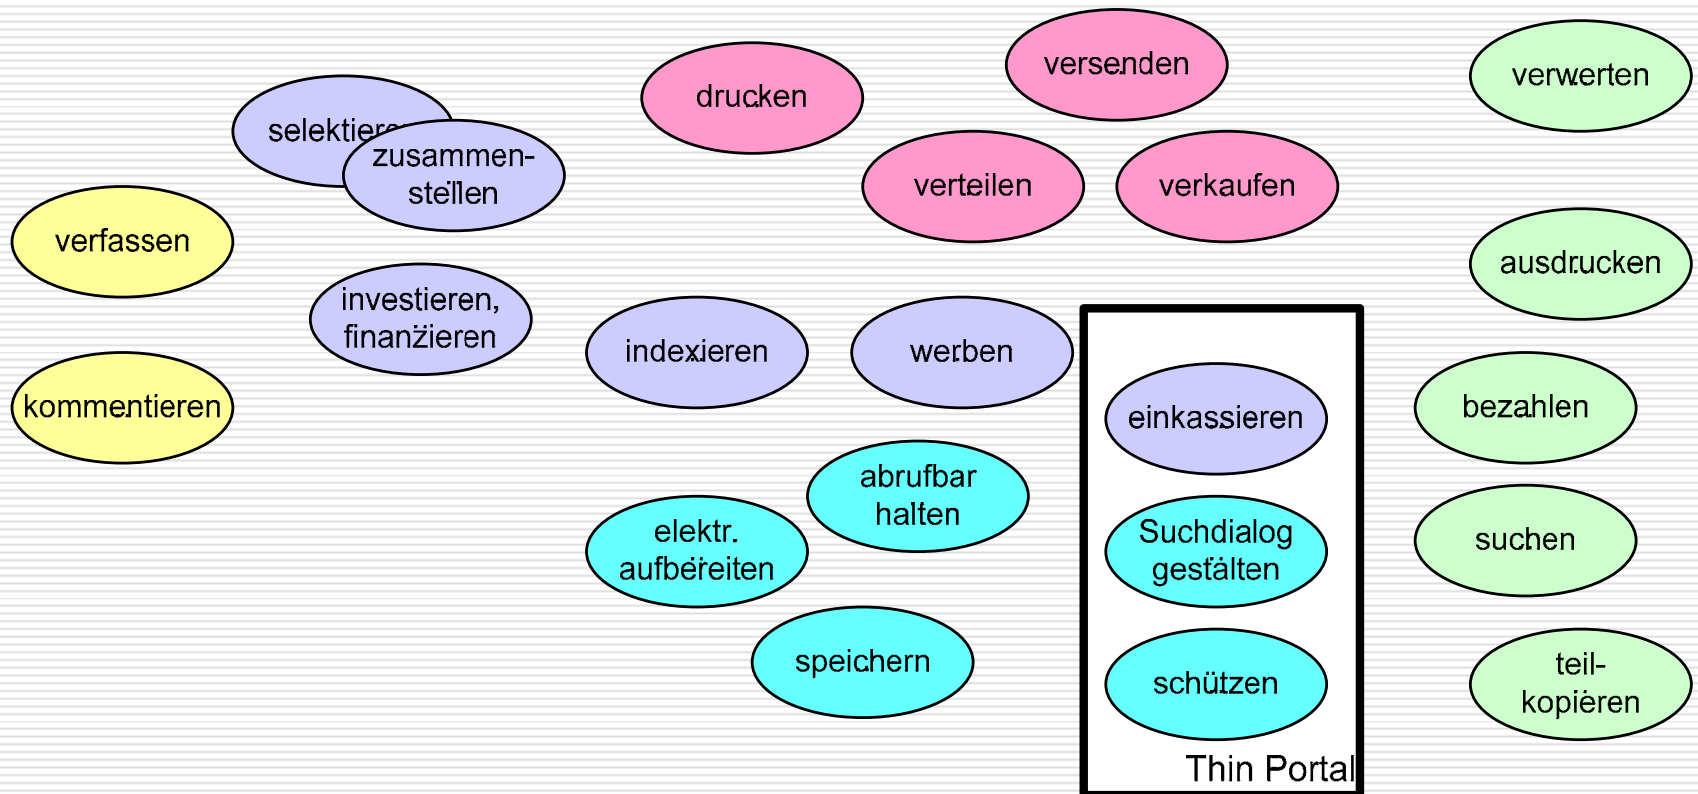 versenden
verwerten
drucken
selektieren
zusammen-
stellen
verteilen
verkaufen
verfassen
ausdrucken
investieren,
finanzieren
indexieren
werben
kommentieren
einkassieren
bezahlen
abrufbar
halten
elektr.
aufbereiten
Suchdialog
gestalten
suchen
speichern
schützen
teil-
kopieren
Thin Portal